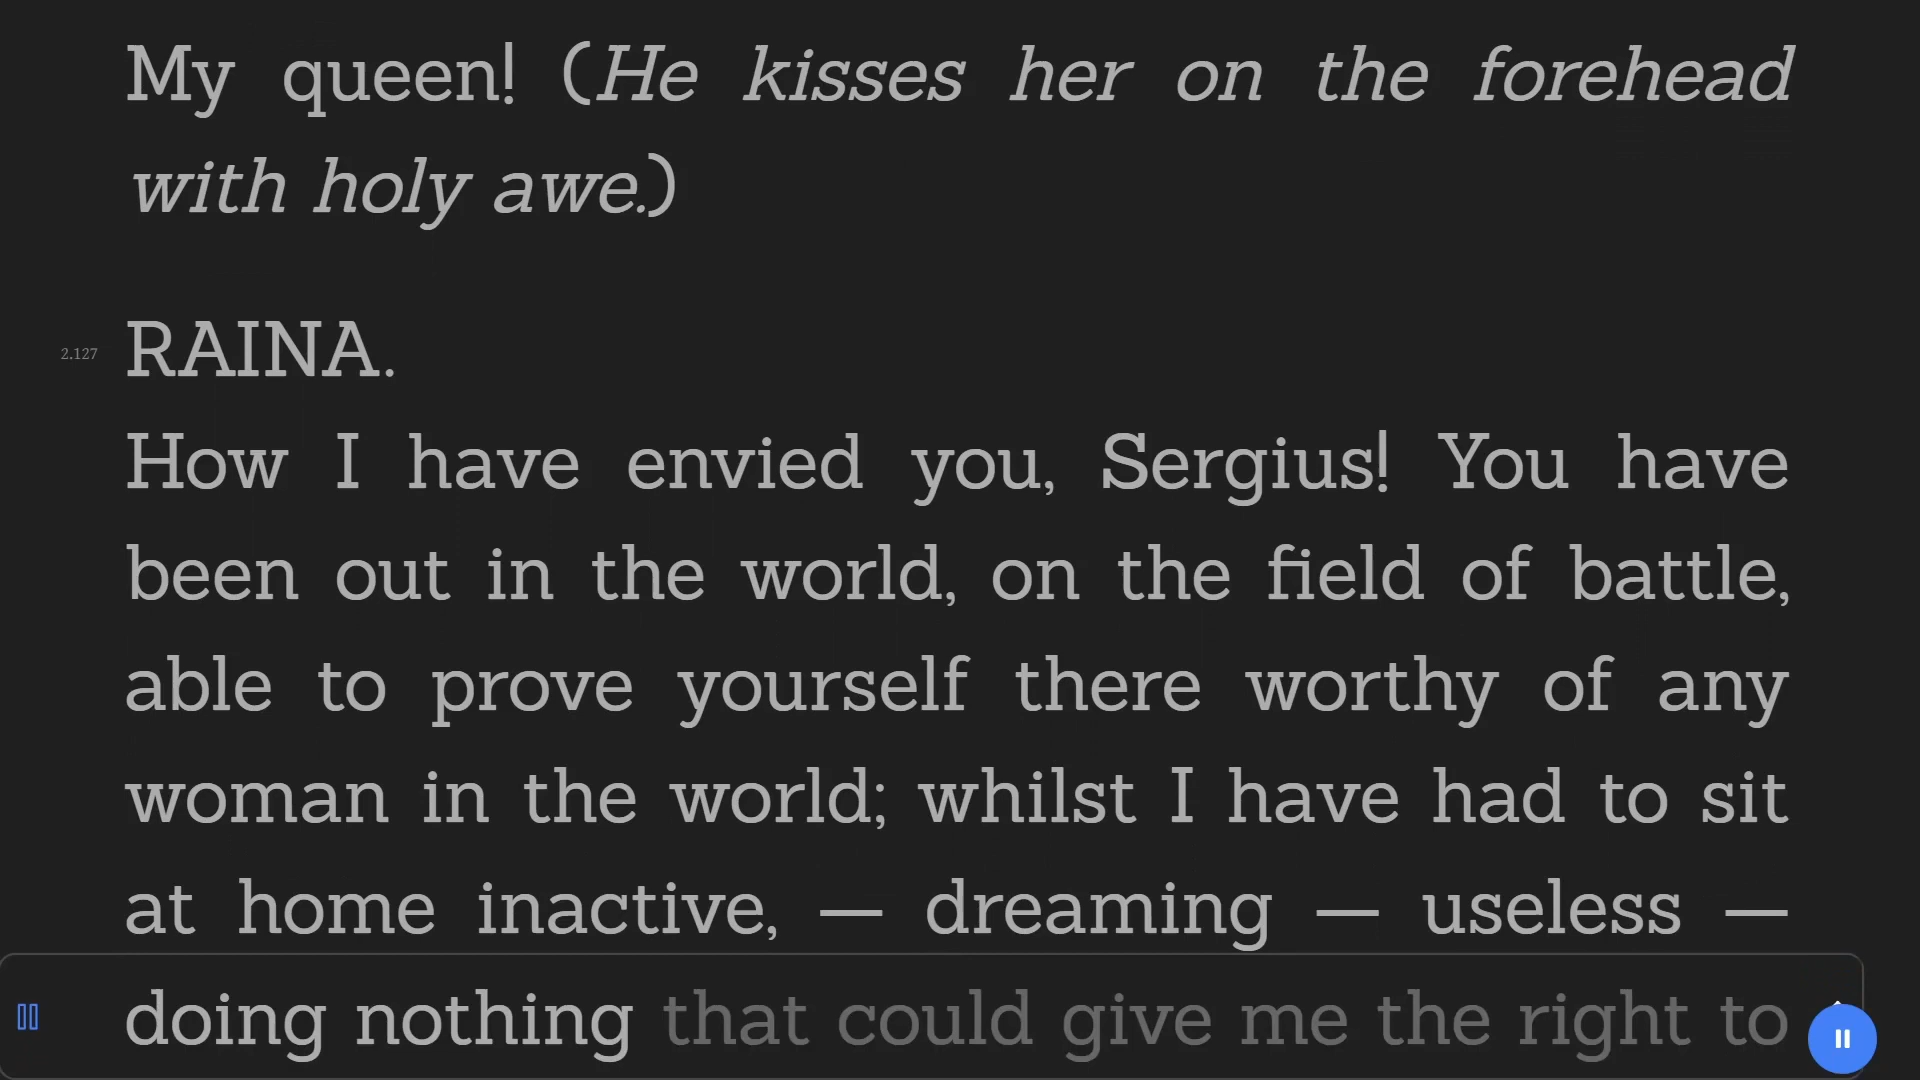 My queen! (He kisses her on the forehead
with holy awe.)
2.127 RAINA.
How I have envied you, Sergius! You have
been out in the world, on the field of battle,
able to prove yourself there worthy of any
woman in the world; whilst I have had to sit
at home inactive, — dreaming — useless —
doing nothing that could give me the right to